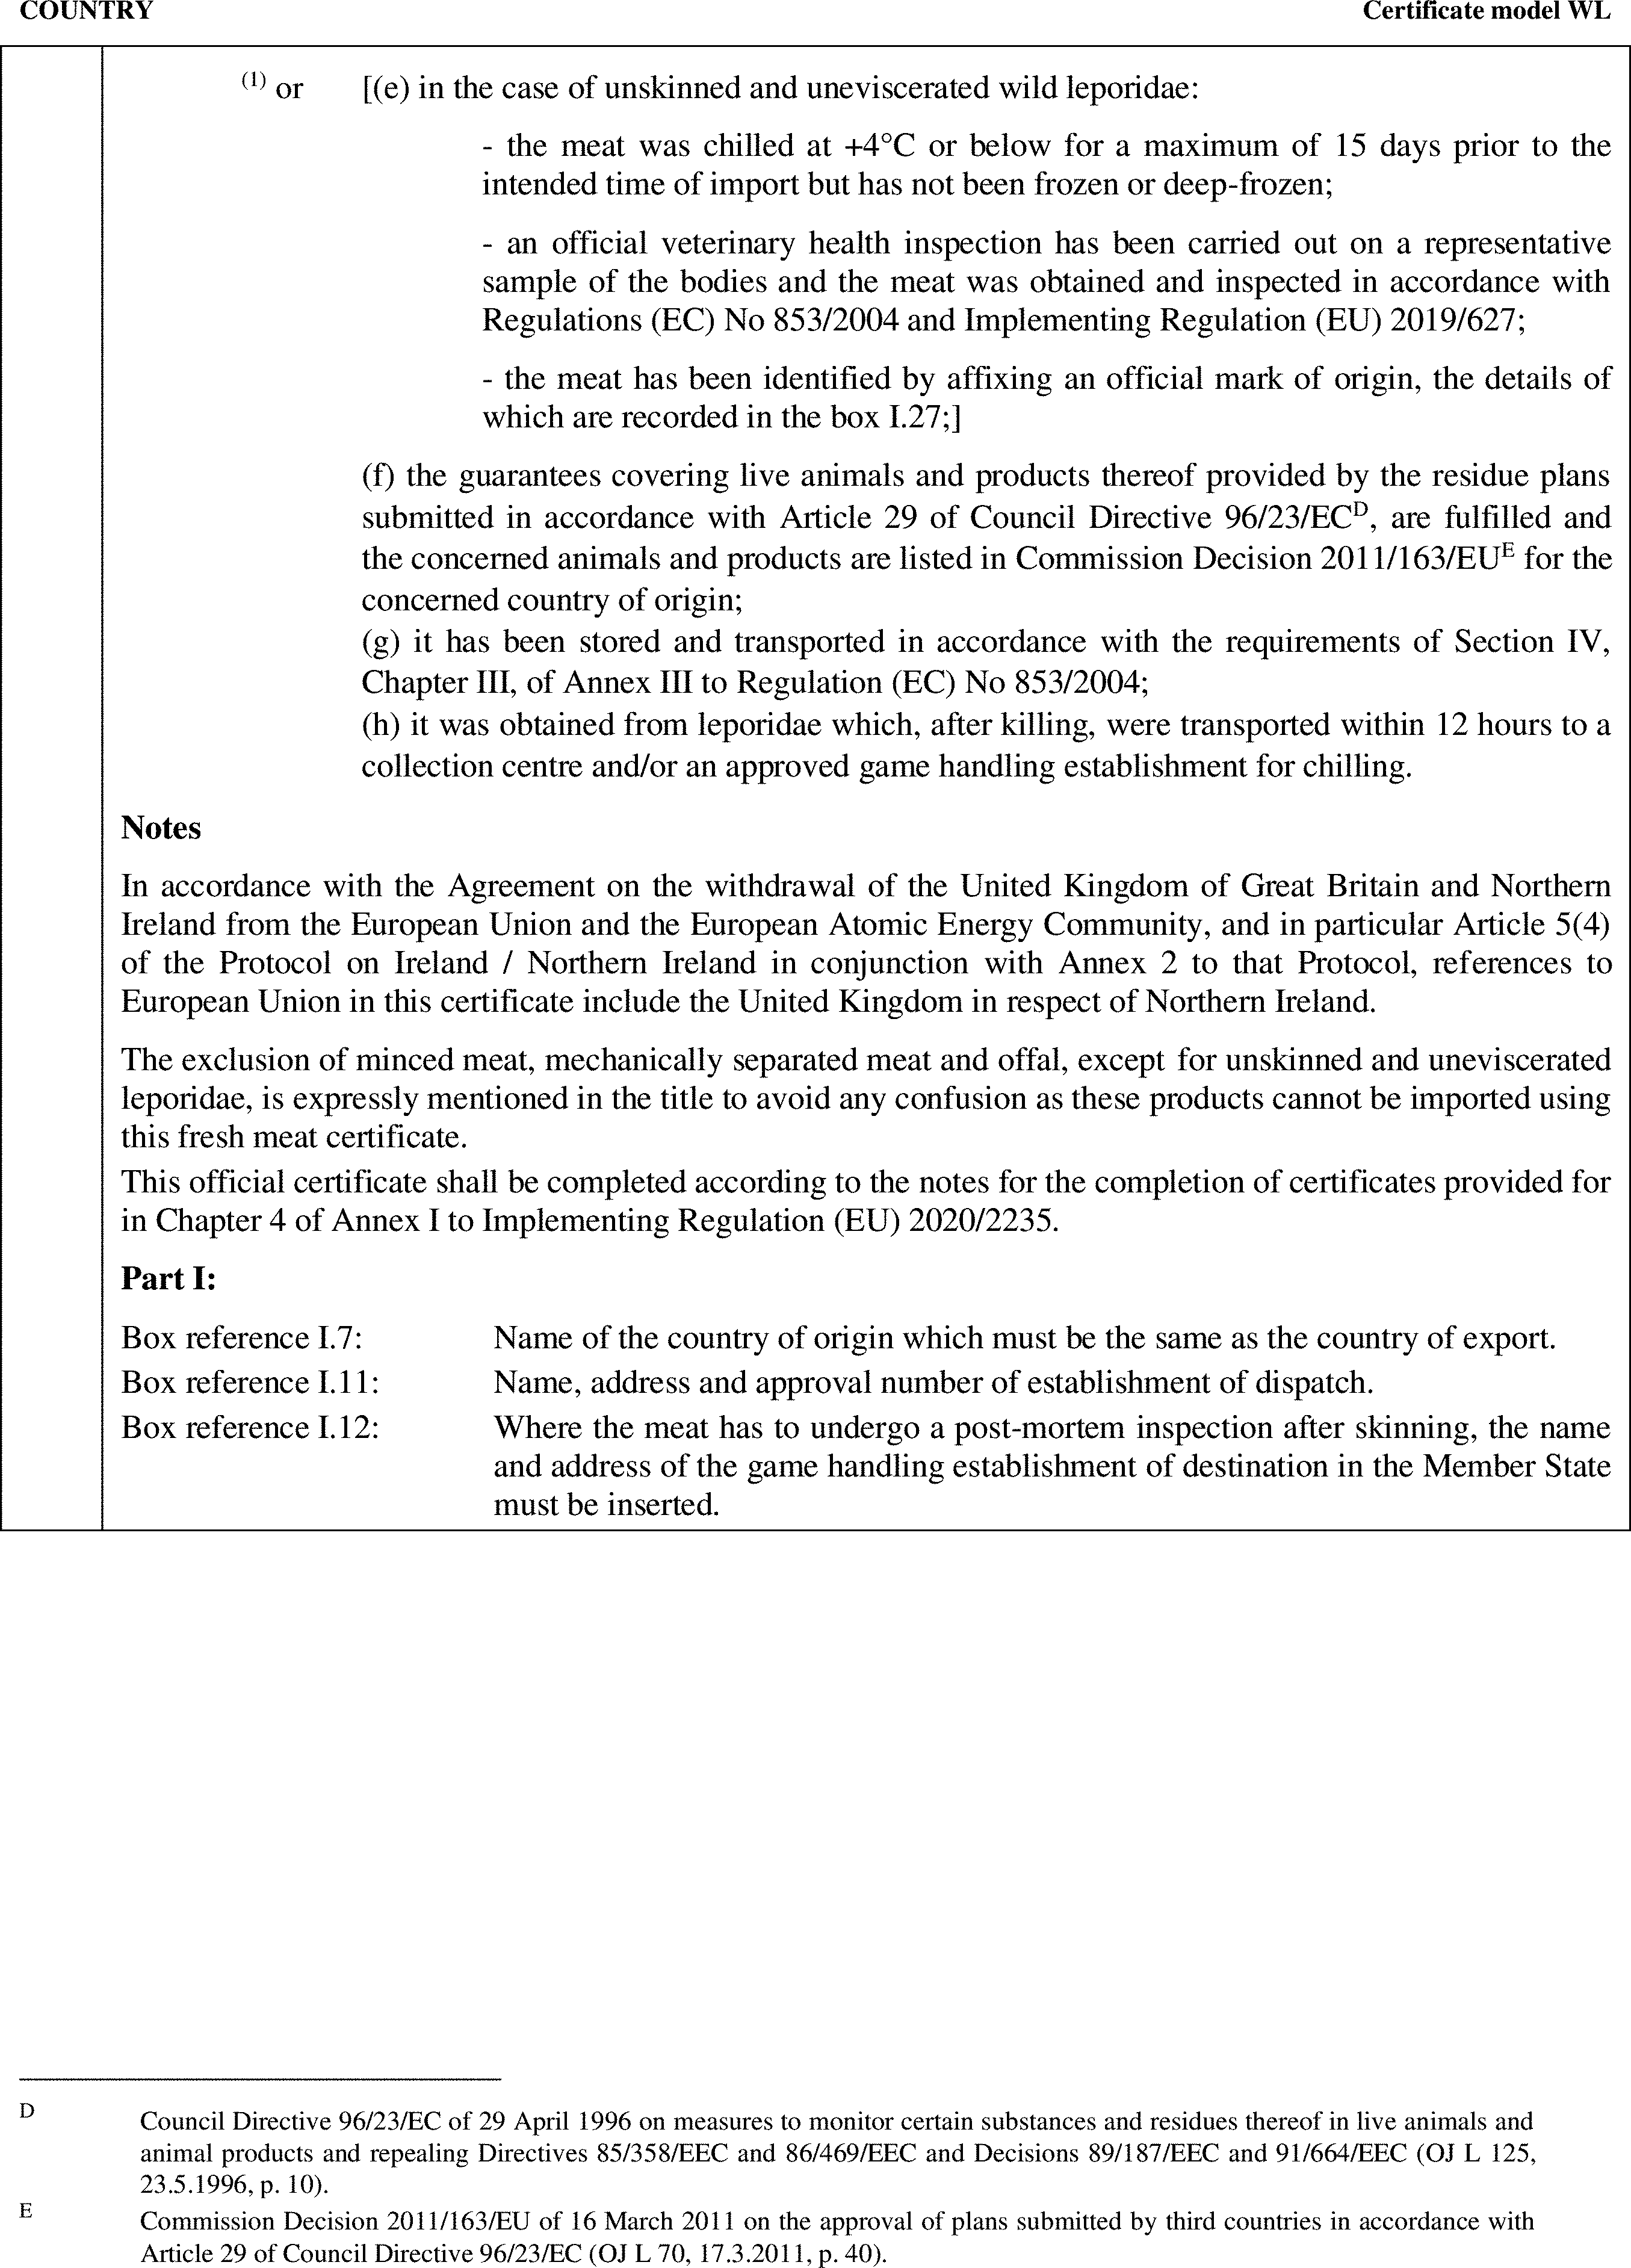 COUNTRY Certificate model WL
(1) or [(e) in the case of unskinned and uneviscerated wild leporidae:
- the meat was chilled at +4°C or below for a maximum of 15 days prior to the
intended time of import but has not been frozen or deep-frozen;
- an official veterinary health inspection has been carried out on a representative
sample of the bodies and the meat was obtained and inspected in accordance with
Regulations (EC) No 853/2004 and Implementing Regulation (EU) 2019/627;
- the meat has been identified by affixing an official mark of origin, the details of
which are recorded in the box I.27;]
(f) the guarantees covering live animals and products thereof provided by the residue plans
submitted in accordance with Article 29 of Council Directive 96/23/ECD, are fulfilled and
the concerned animals and products are listed in Commission Decision 2011/163/EUE for the
concerned country of origin;
(g) it has been stored and transported in accordance with the requirements of Section IV,
Chapter III, of Annex III to Regulation (EC) No 853/2004;
(h) it was obtained from leporidae which, after killing, were transported within 12 hours to a
collection centre and/or an approved game handling establishment for chilling.
Notes
In accordance with the Agreement on the withdrawal of the United Kingdom of Great Britain and Northern
Ireland from the European Union and the European Atomic Energy Community, and in particular Article 5(4)
of the Protocol on Ireland / Northern Ireland in conjunction with Annex 2 to that Protocol, references to
European Union in this certificate include the United Kingdom in respect of Northern Ireland.
The exclusion of minced meat, mechanically separated meat and offal, except for unskinned and uneviscerated
leporidae, is expressly mentioned in the title to avoid any confusion as these products cannot be imported using
this fresh meat certificate.
This official certificate shall be completed according to the notes for the completion of certificates provided for
in Chapter 4 of Annex I to Implementing Regulation (EU) 2020/2235.
Part I:
Box reference I.7: Name of the country of origin which must be the same as the country of export.
Box reference I.11: Name, address and approval number of establishment of dispatch.
Box reference I.12: Where the meat has to undergo a post-mortem inspection after skinning, the name
and address of the game handling establishment of destination in the Member State
must be inserted.
D Council Directive 96/23/EC of 29 April 1996 on measures to monitor certain substances and residues thereof in live animals and
animal products and repealing Directives 85/358/EEC and 86/469/EEC and Decisions 89/187/EEC and 91/664/EEC (OJ L 125,
23.5.1996, p. 10).
E Commission Decision 2011/163/EU of 16 March 2011 on the approval of plans submitted by third countries in accordance with
Article 29 of Council Directive 96/23/EC (OJ L 70, 17.3.2011, p. 40).